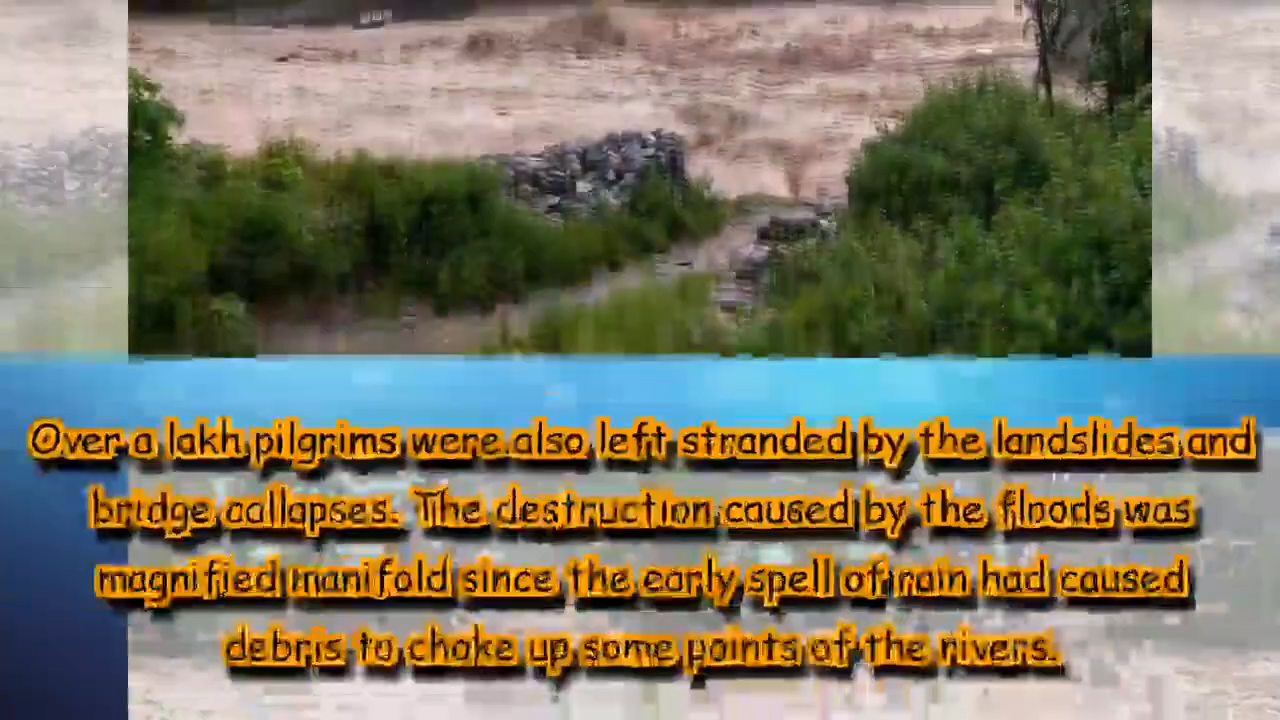 Over a lakh pilgrims were also left stranded by the landslides and
bridge collapses. The destruction caused by the floods was
magnified manifold since the early spell of rain had caused
debris to choke up some points of the rivers.